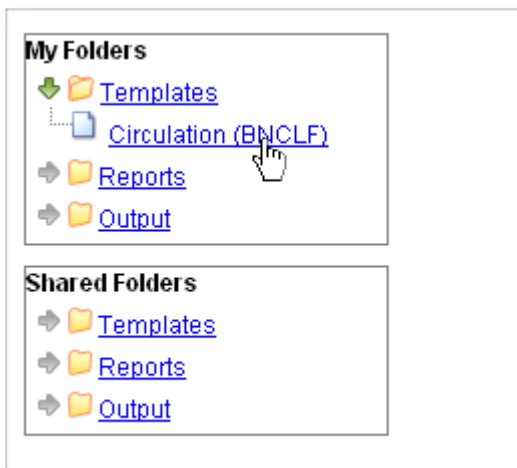 My Folders
Templates
Circulation (BNCLF)
Reports
Output
Shared Folders
Templates
Reports
Output